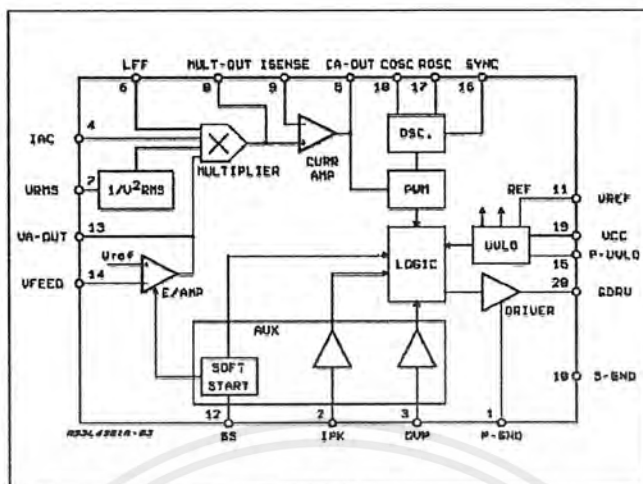 LFF MULT-OUT ISENSE CA-OUT COSC ROSC SYNC
6 8 9 5 18 17 16
IAC 4
VRMS 7
1/V²RMS
MULTIPLIER
CURR
AMP
OSC.
PWM
REF
11 VREF
VA-OUT 13
19 VCC
UVLO
P-UVLO
15
Vref
VFEED 14
E/AMP
LOGIC
20 GDRV
DRIVER
AUX
SOFT
START
10 S-GND
12 2 3 1
SS IPK OVP P-GND